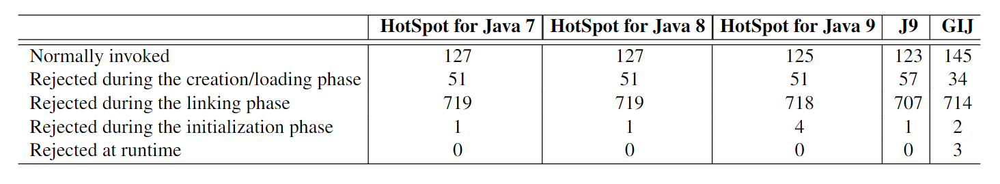 HotSpot for Java 7 HotSpot for Java 8 HotSpot for Java 9 J9 GIJ
Normally invoked 127 127 125 123 145
Rejected during the creation/loading phase 51 51 51 57 34
Rejected during the linking phase 719 719 718 707 714
Rejected during the initialization phase 1 1 4 1 2
Rejected at runtime 0 0 0 0 3